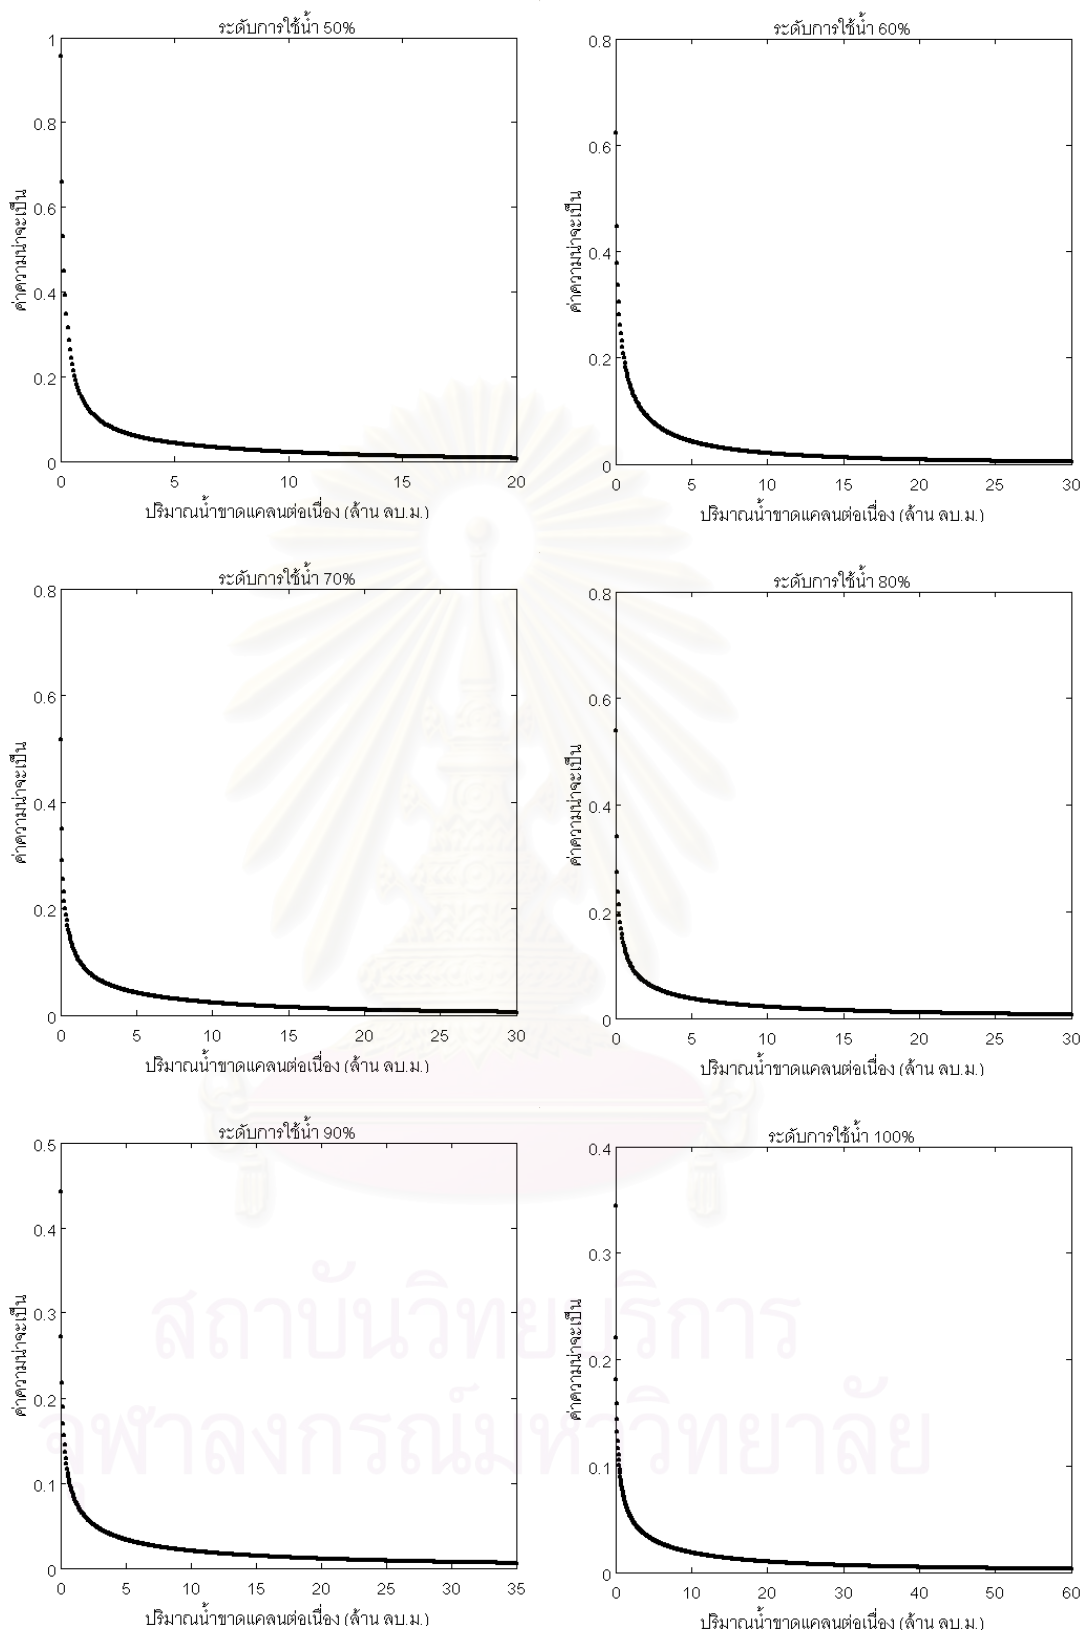 ระดับการใช้น้ำ 50%
1
0.8
0.6
0.4
0.2
0
ค่าความน่าจะเป็น
0 5 10 15 20
ปริมาณน้ำขาดแคลนต่อเนื่อง (ล้าน ลบ.ม.)
ระดับการใช้น้ำ 60%
0.8
0.6
0.4
0.2
0
ค่าความน่าจะเป็น
0 5 10 15 20 25 30
ปริมาณน้ำขาดแคลนต่อเนื่อง (ล้าน ลบ.ม.)
ระดับการใช้น้ำ 70%
0.8
0.6
0.4
0.2
0
ค่าความน่าจะเป็น
0 5 10 15 20 25 30
ปริมาณน้ำขาดแคลนต่อเนื่อง (ล้าน ลบ.ม.)
ระดับการใช้น้ำ 80%
0.8
0.6
0.4
0.2
0
ค่าความน่าจะเป็น
0 5 10 15 20 25 30
ปริมาณน้ำขาดแคลนต่อเนื่อง (ล้าน ลบ.ม.)
ระดับการใช้น้ำ 90%
0.5
0.4
0.3
0.2
0.1
0
ค่าความน่าจะเป็น
0 5 10 15 20 25 30 35
ปริมาณน้ำขาดแคลนต่อเนื่อง (ล้าน ลบ.ม.)
ระดับการใช้น้ำ 100%
0.4
0.3
0.2
0.1
0
ค่าความน่าจะเป็น
0 10 20 30 40 50 60
ปริมาณน้ำขาดแคลนต่อเนื่อง (ล้าน ลบ.ม.)
สถาบันวิทยบริการ
จุฬาลงกรณ์มหาวิทยาลัย